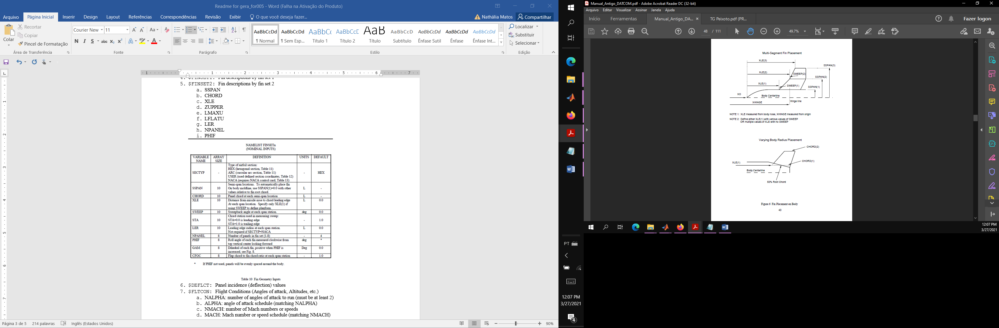 Readme for gera_for005 - Word (Falha na Ativação do Produto)
Arquivo Página Inicial Inserir Design Layout Referências Correspondências Revisão Exibir O que você deseja fazer... Nathália Matos Compartilhar
Colar
Recortar
Copiar
Pincel de Formatação
Área de Transferência
Courier New 11
N I S abc x₂ x²
Fonte
Parágrafo
AaBbCcDd AaBbCcDd AaBbC( AaBbCcE AaB AaBbCcD AaBbCcDd AaBbCcDd AaBbCcDd
¶ Normal ¶ Sem Esp... Título 1 Título 2 Título Subtítulo Ênfase Sutil Ênfase Ênfase Int...
Estilo
Localizar
Substituir
Selecionar
Edição
1 1 2 3 4 5 6 7
4. $FINSET1: Fin descriptions by fin set 1
5. $FINSET2: Fin descriptions by fin set 2
a. SSPAN
b. CHORD
c. XLE
d. ZUPPER
e. LMAXU
f. LFLATU
g. LER
h. NPANEL
i. PHIF
NAMELIST FINSETn
(NOMINAL INPUTS)
VARIABLE NAME ARRAY SIZE DEFINITION UNITS DEFAULT
SECTYP - Type of airfoil section: - HEX
HEX (hexagonal section, Table 11)
ARC (curcular arc section, Table 11)
USER (used defined section coordinates, Table 12)
NACA (requires NACA control card, Table 13)
SSPAN 10 Semi-span locations. To automatically place fin L -
On body moldline, use SSPAN(1)=0.0 with other
values relative to fin root chord.
CHORD 10 Panel chord at each semi-span location L -
XLE 10 Distance from missile nose to chord leading edge L 0.0
At each span location. Specify only XLE(1) if
using SWEEP to define planform.
SWEEP 10 Sweepback angle at each span station. deg 0.0
STA 10 Chord station used in measuring sweep: - 1.0
STA=0.0 is leading edge
STA=1.0 is trailing edge
LER 10 Leading edge radius at each span station. L 0.0
Not required if SECTYP=NACA
NPANEL 8 Number of panels in fin set (1-8) - 4
PHIF 8 Roll angle of each fin measured clockwise from deg *
top vertical center looking forward
GAM 8 Dihedral of each fin, positive when PHIF is Deg 0.0
increased, see Fig. 8.
CFOC 8 Flap chord to fin chord ratio at each span station - 1.0
* If PHIF not used, panels will be evenly spaced around the body.
Table 10 Fin Geometry Inputs
6. $DEFLCT: Panel incidence (deflection) values
7. $FLTCON: Flight Conditions (Angles of attack, Altitudes, etc.)
a. NALPHA: number of angles of attack to run (must be at least 2)
b. ALPHA: angle of attack schedule (matching NALPHA)
c. NMACH: number of Mach numbers or speeds
d. MACH: Mach number or speed schedule (matching NMACH)
Página 3 de 5 214 palavras Inglês (Estados Unidos) 90%
PT
12:07 PM
3/27/2021
4
Manual_Antigo_DATCOM.pdf - Adobe Acrobat Reader DC (32-bit)
Arquivo Editar Visualizar Assinar Janela Ajuda
Início Ferramentas Manual_Antigo_DA... × TG Peixoto.pdf (PR... Fazer logon
48 / 111 49.7%
Multi-Segment Fin Placement
XLE(3)
SSPAN(3)
XLE(2)
SWEEP(2)
SSPAN(2)
XLE(1)
SWEEP(1)
SSPAN(1)
XO
Body Centerline
Hinge line
XHINGE
NOTE 1: XLE measured from body nose, XHINGE measured from origin
NOTE 2: Define either XLE(1) with various values of SWEEP
OR multiple values of XLE with no SWEEP
Varying Body Radius Placement
CHORD(2)
XLE(1)
CHORD(1)
Body Centerline
50% Root Chord
Figure 6 Fin Placement on Body
40
12:07 PM
3/27/2021